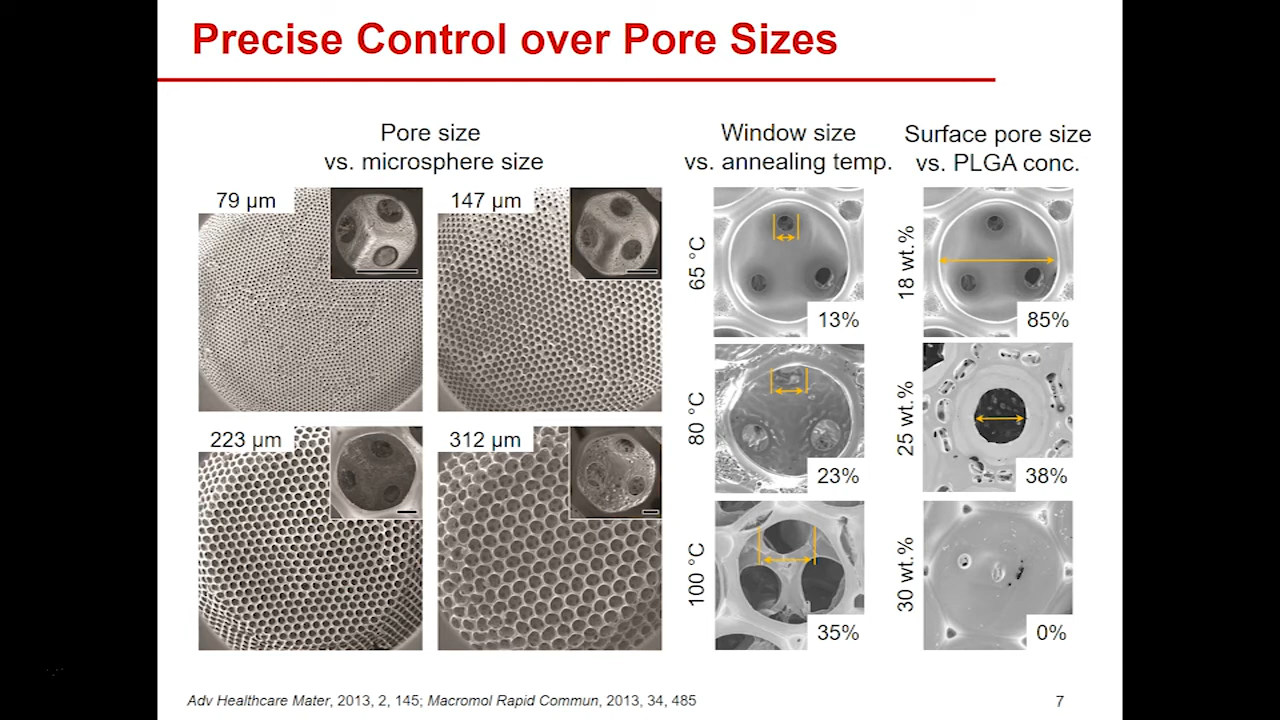 Precise Control over Pore Sizes
Pore size
vs. microsphere size
79 µm
147 µm
223 µm
312 µm
Window size
vs. annealing temp.
65 °C
13%
80 °C
23%
100 °C
35%
Surface pore size
vs. PLGA conc.
18 wt.%
85%
25 wt.%
38%
30 wt.%
0%
Adv Healthcare Mater, 2013, 2, 145; Macromol Rapid Commun, 2013, 34, 485
7